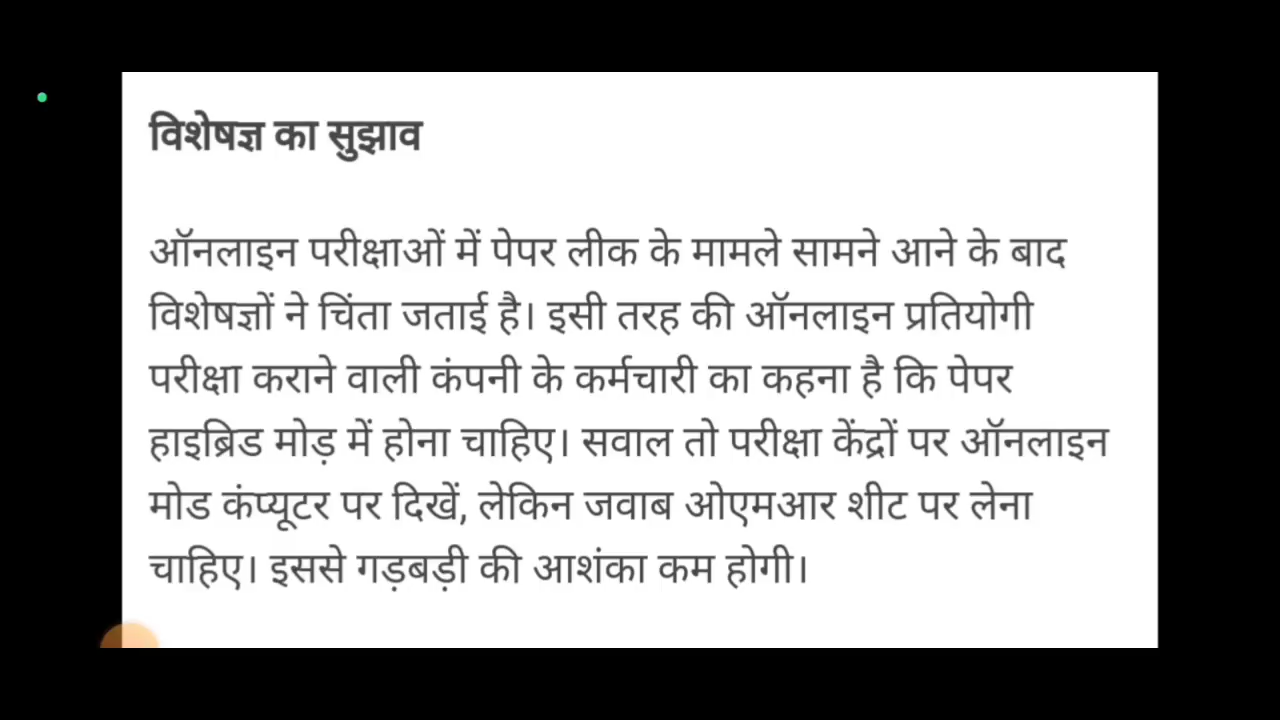 विशेषज्ञ का सुझाव
ऑनलाइन परीक्षाओं में पेपर लीक के मामले सामने आने के बाद
विशेषज्ञों ने चिंता जताई है। इसी तरह की ऑनलाइन प्रतियोगी
परीक्षा कराने वाली कंपनी के कर्मचारी का कहना है कि पेपर
हाइब्रिड मोड़ में होना चाहिए। सवाल तो परीक्षा केंद्रों पर ऑनलाइन
मोड कंप्यूटर पर दिखें, लेकिन जवाब ओएमआर शीट पर लेना
चाहिए। इससे गड़बड़ी की आशंका कम होगी।